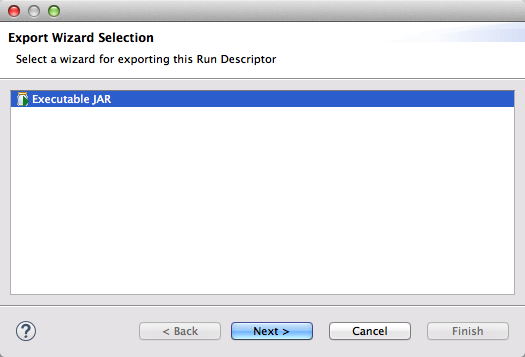 Export Wizard Selection
Select a wizard for exporting this Run Descriptor
Executable JAR
?
< Back
Next >
Cancel
Finish